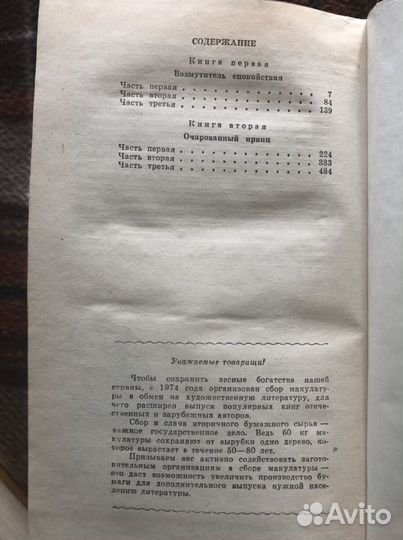 СОДЕРЖАНИЕ
Книга первая
Возмутитель спокойствия
Часть первая . . . . . . . . . . . . . . 7
Часть вторая . . . . . . . . . . . . . . 84
Часть третья . . . . . . . . . . . . . . 139
Книга вторая
Очарованный принц
Часть первая . . . . . . . . . . . . . . 224
Часть вторая . . . . . . . . . . . . . . 383
Часть третья . . . . . . . . . . . . . . 484
Уважаемые товарищи!
Чтобы сохранить лесные богатства нашей
страны, с 1974 года организован сбор макулату-
ры в обмен на художественную литературу, для
чего расширен выпуск популярных книг отече-
ственных и зарубежных авторов.
Сбор и сдача вторичного бумажного сырья —
важное государственное дело. Ведь 60 кг ма-
кулатуры сохраняют от вырубки одно дерево, ко-
торое вырастает в течение 50—80 лет.
Призываем вас активно содействовать загото-
вительным организациям в сборе макулатуры —
это даст возможность увеличить производство бу-
маги для дополнительного выпуска нужной насе-
лению литературы.
Avito